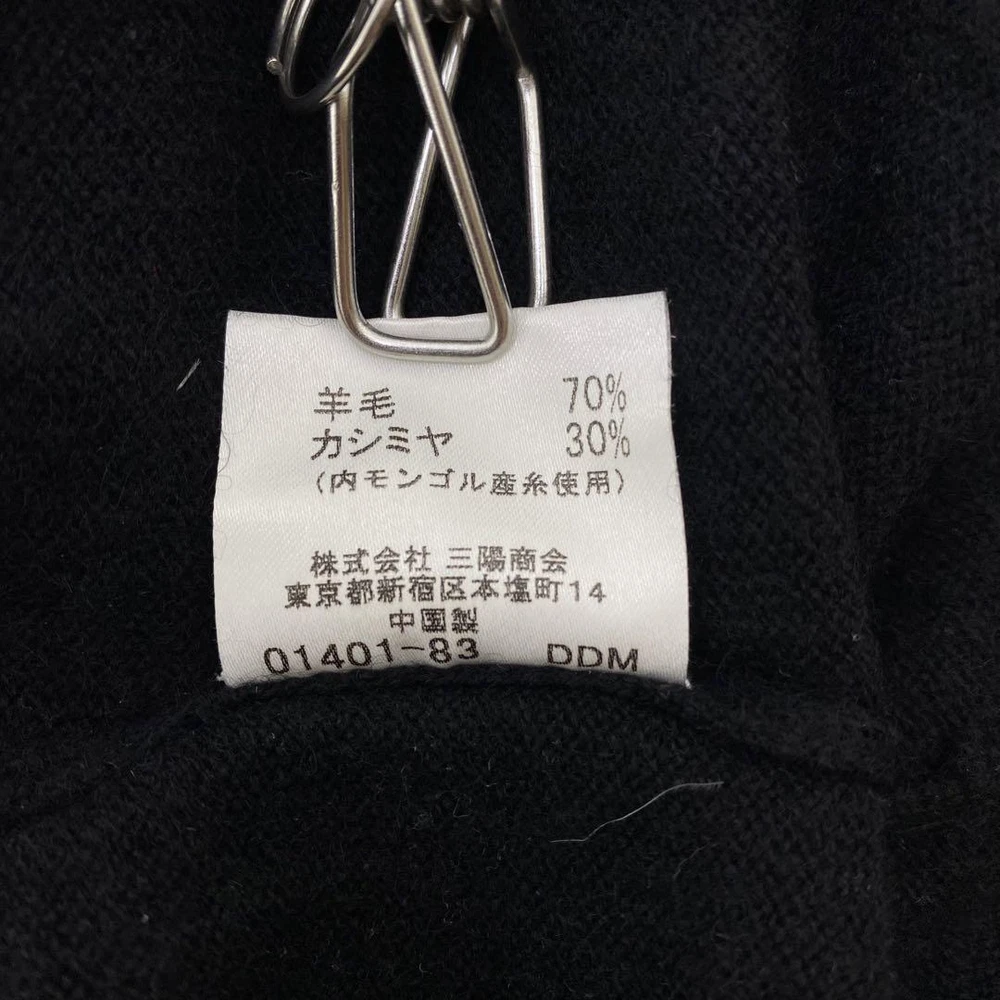 羊毛 70%
カシミヤ 30%
(内モンゴル産糸使用)
株式会社 三陽商会
東京都新宿区本塩町14
中国製
01401-83 DDM